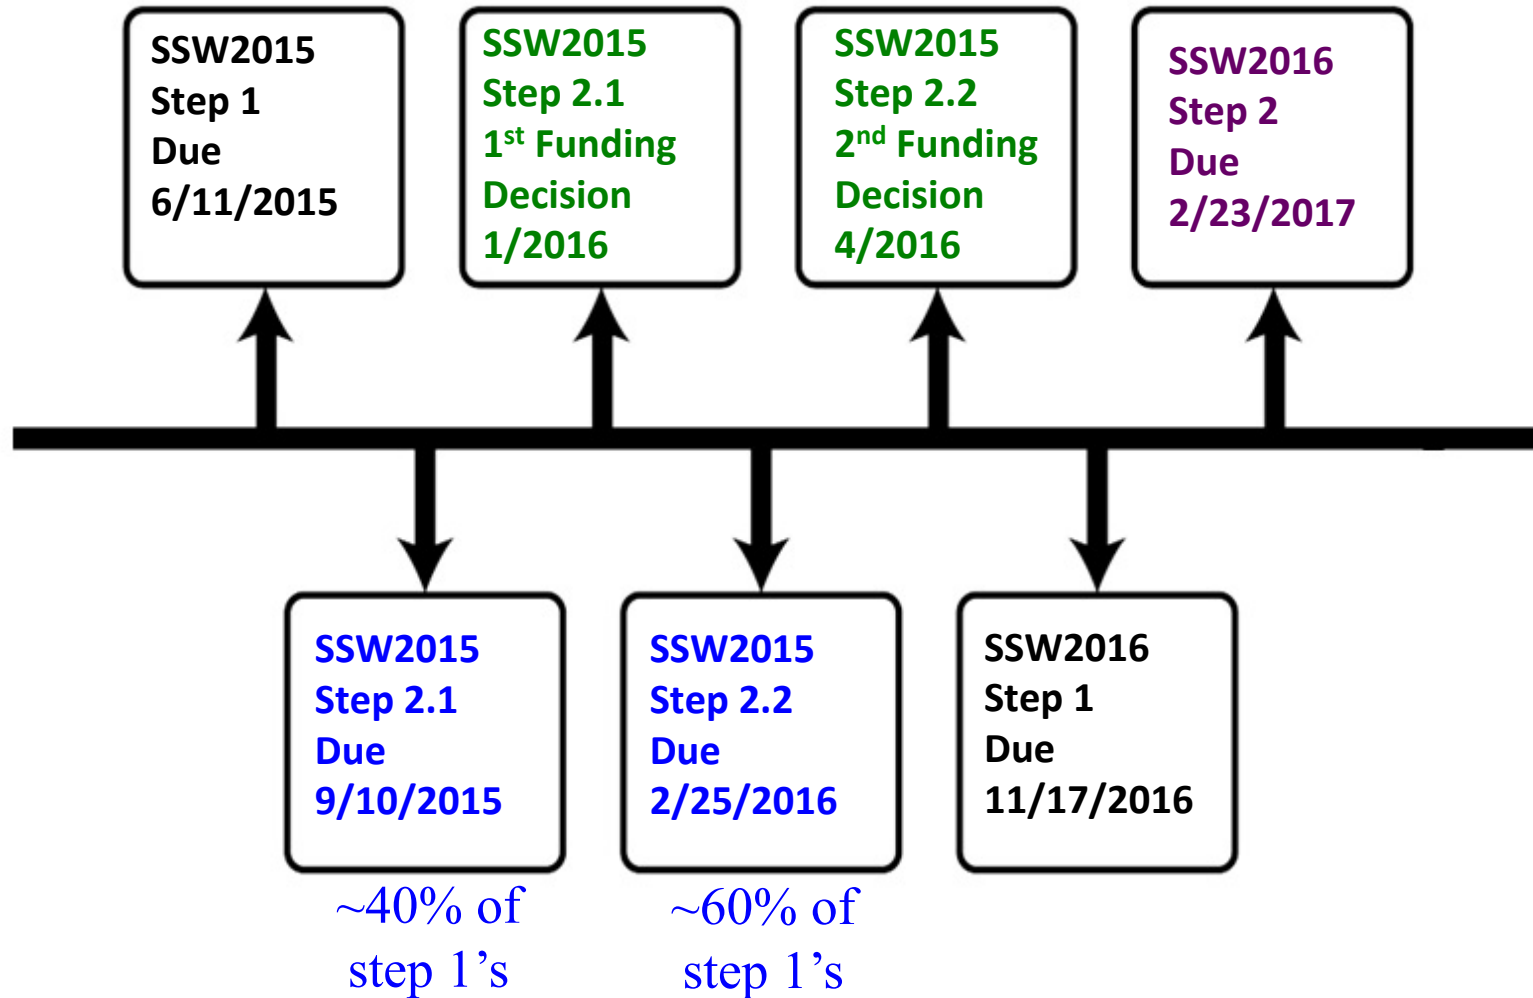 SSW2015
Step 1
Due
6/11/2015
SSW2015
Step 2.1
1st Funding
Decision
1/2016
SSW2015
Step 2.2
2nd Funding
Decision
4/2016
SSW2016
Step 2
Due
2/23/2017
SSW2015
Step 2.1
Due
9/10/2015
~40% of
step 1’s
SSW2015
Step 2.2
Due
2/25/2016
~60% of
step 1’s
SSW2016
Step 1
Due
11/17/2016